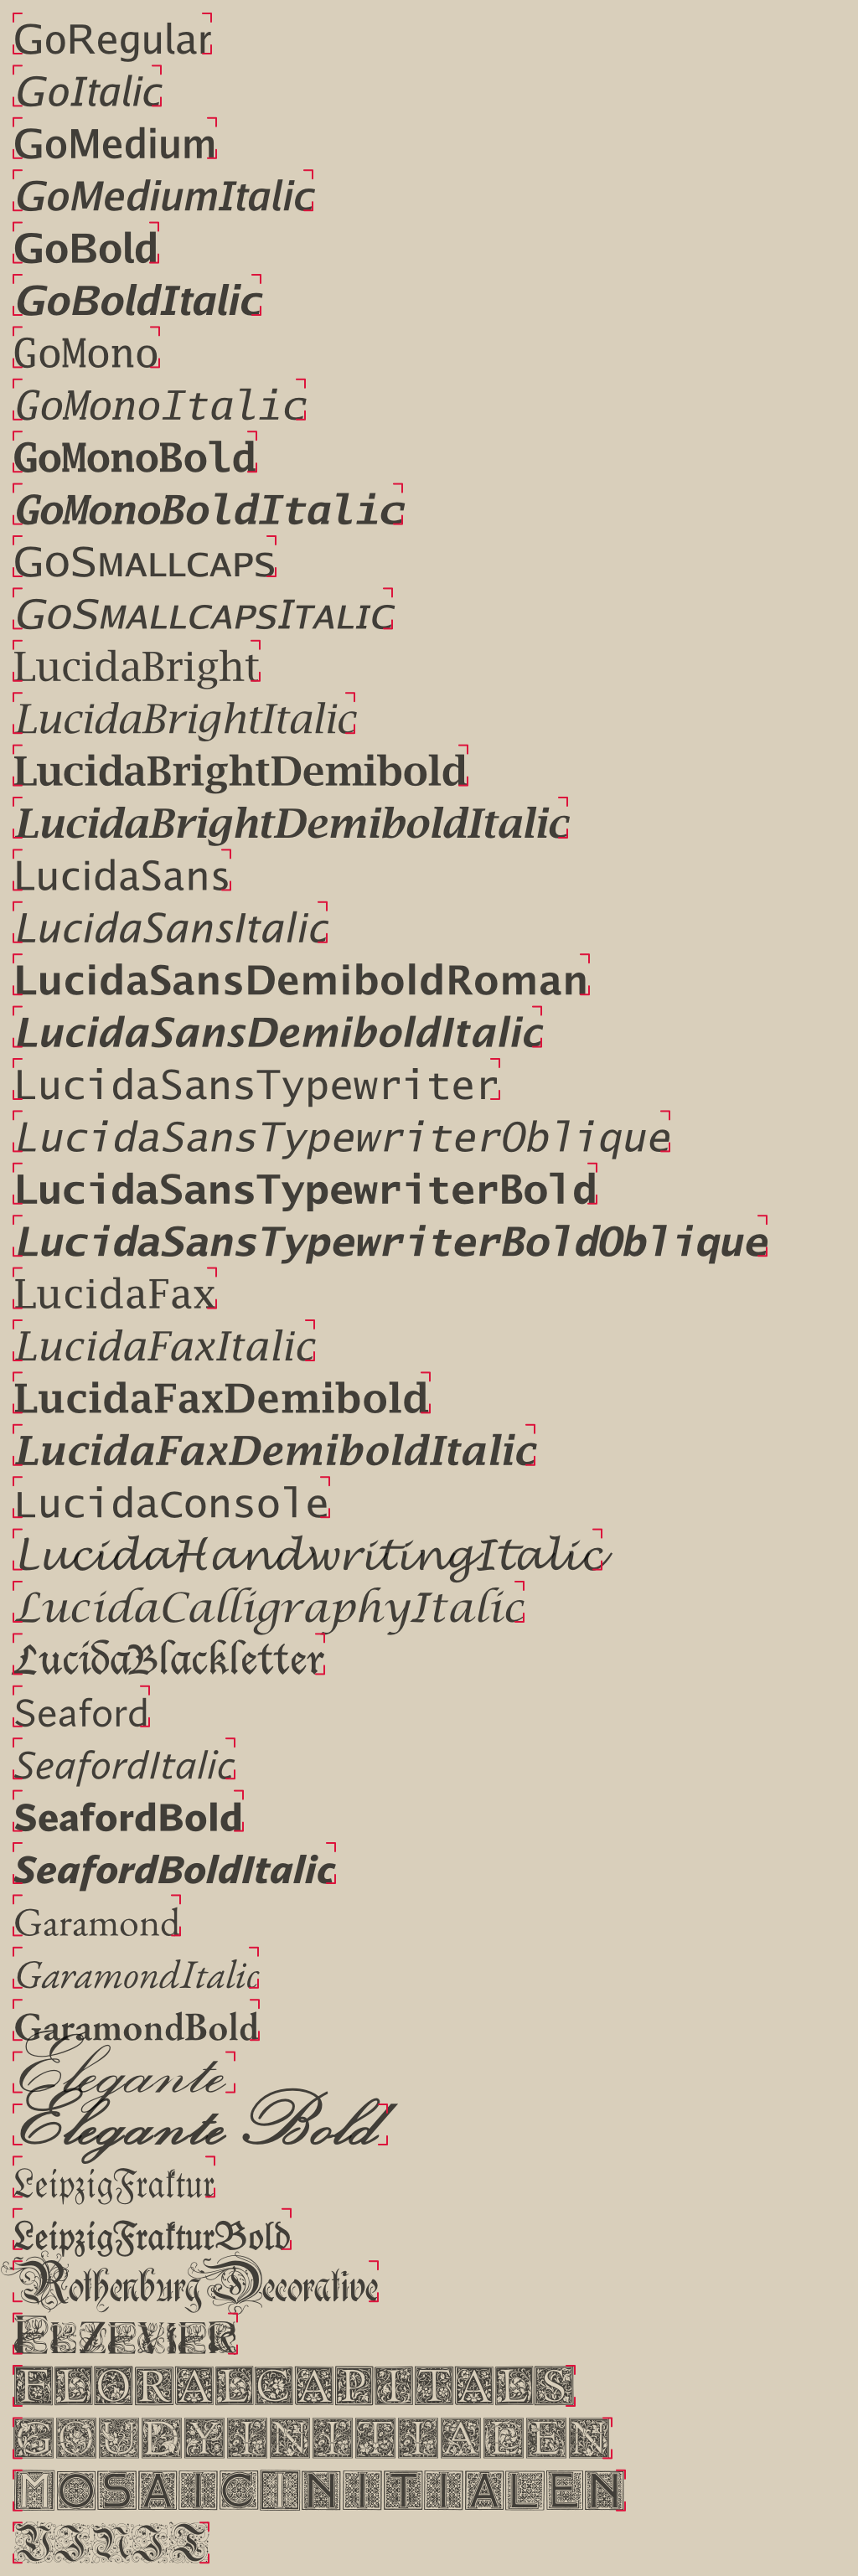 GoRegular
GoItalic
GoMedium
GoMediumItalic
GoBold
GoBoldItalic
GoMono
GoMonoItalic
GoMonoBold
GoMonoBoldItalic
GoSmallcaps
GoSmallcapsItalic
LucidaBright
LucidaBrightItalic
LucidaBrightDemibold
LucidaBrightDemiboldItalic
LucidaSans
LucidaSansItalic
LucidaSansDemiboldRoman
LucidaSansDemiboldItalic
LucidaSansTypewriter
LucidaSansTypewriterOblique
LucidaSansTypewriterBold
LucidaSansTypewriterBoldOblique
LucidaFax
LucidaFaxItalic
LucidaFaxDemibold
LucidaFaxDemiboldItalic
LucidaConsole
LucidaHandwritingItalic
LucidaCalligraphyItalic
LucidaBlackletter
Seaford
SeafordItalic
SeafordBold
SeafordBoldItalic
Garamond
GaramondItalic
GaramondBold
Elegante
Elegante Bold
LeipzigFraktur
LeipzigFrakturBold
RothenburgDecorative
ELZEVIER
FLORALCAPITALS
GOUDYINITIALEN
MOSAICINITIALEN
YINIT